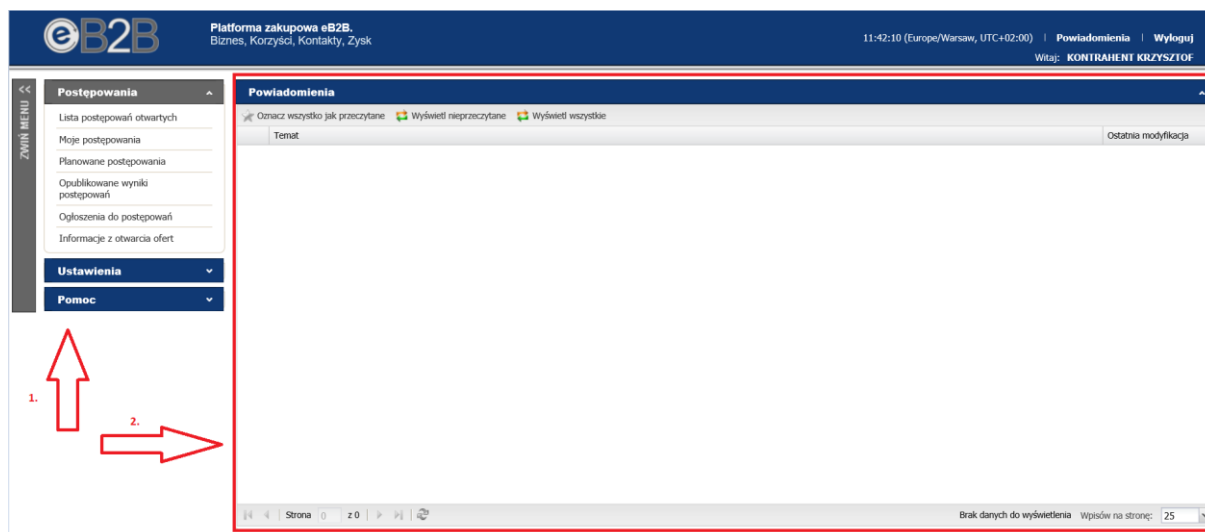 eB2B
Platforma zakupowa eB2B.
Biznes, Korzyści, Kontakty, Zysk
11:42:10 (Europe/Warsaw, UTC+02:00) | Powiadomienia | Wyloguj
Witaj: KONTRAHENT KRZYSZTOF
<< ZWIŃ MENU
Postępowania
Lista postępowań otwartych
Moje postępowania
Planowane postępowania
Opublikowane wyniki
postępowań
Ogłoszenia do postępowań
Informacje z otwarcia ofert
Ustawienia
Pomoc
1.
2.
Powiadomienia
Oznacz wszystko jak przeczytane Wyświetl nieprzeczytane Wyświetl wszystkie
Temat Ostatnia modyfikacja
Strona 0 z 0 Brak danych do wyświetlenia Wpisów na stronę: 25